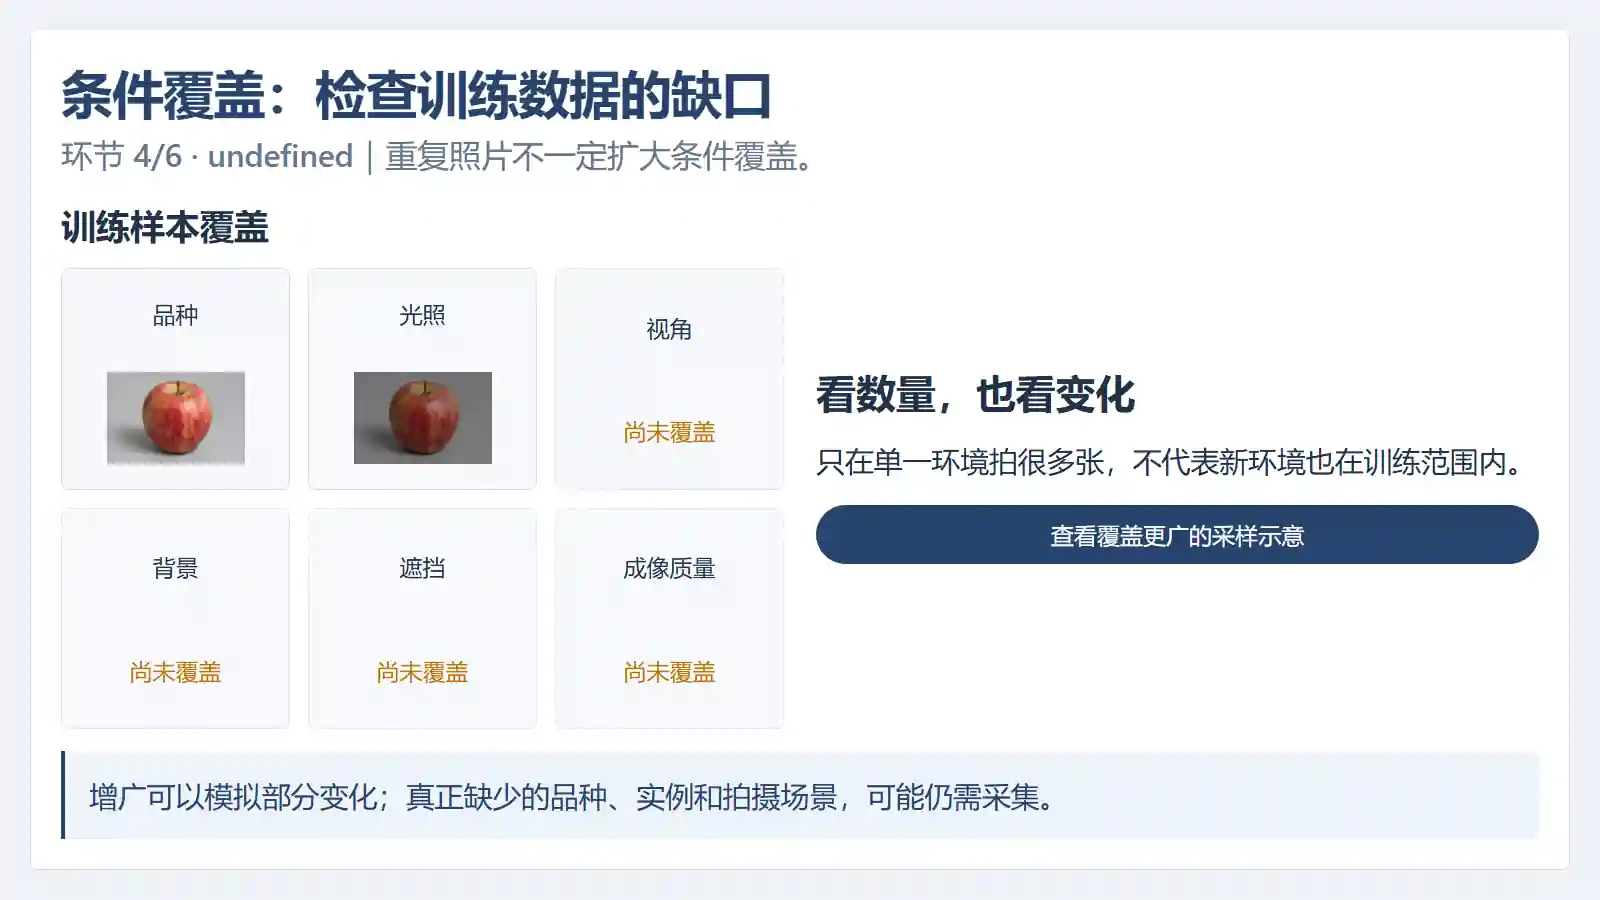 条件覆盖：检查训练数据的缺口
环节 4/6 · undefined｜重复照片不一定扩大条件覆盖。
训练样本覆盖
品种
光照
视角
尚未覆盖
背景
尚未覆盖
遮挡
尚未覆盖
成像质量
尚未覆盖
看数量，也看变化
只在单一环境拍很多张，不代表新环境也在训练范围内。
查看覆盖更广的采样示意
增广可以模拟部分变化；真正缺少的品种、实例和拍摄场景，可能仍需采集。